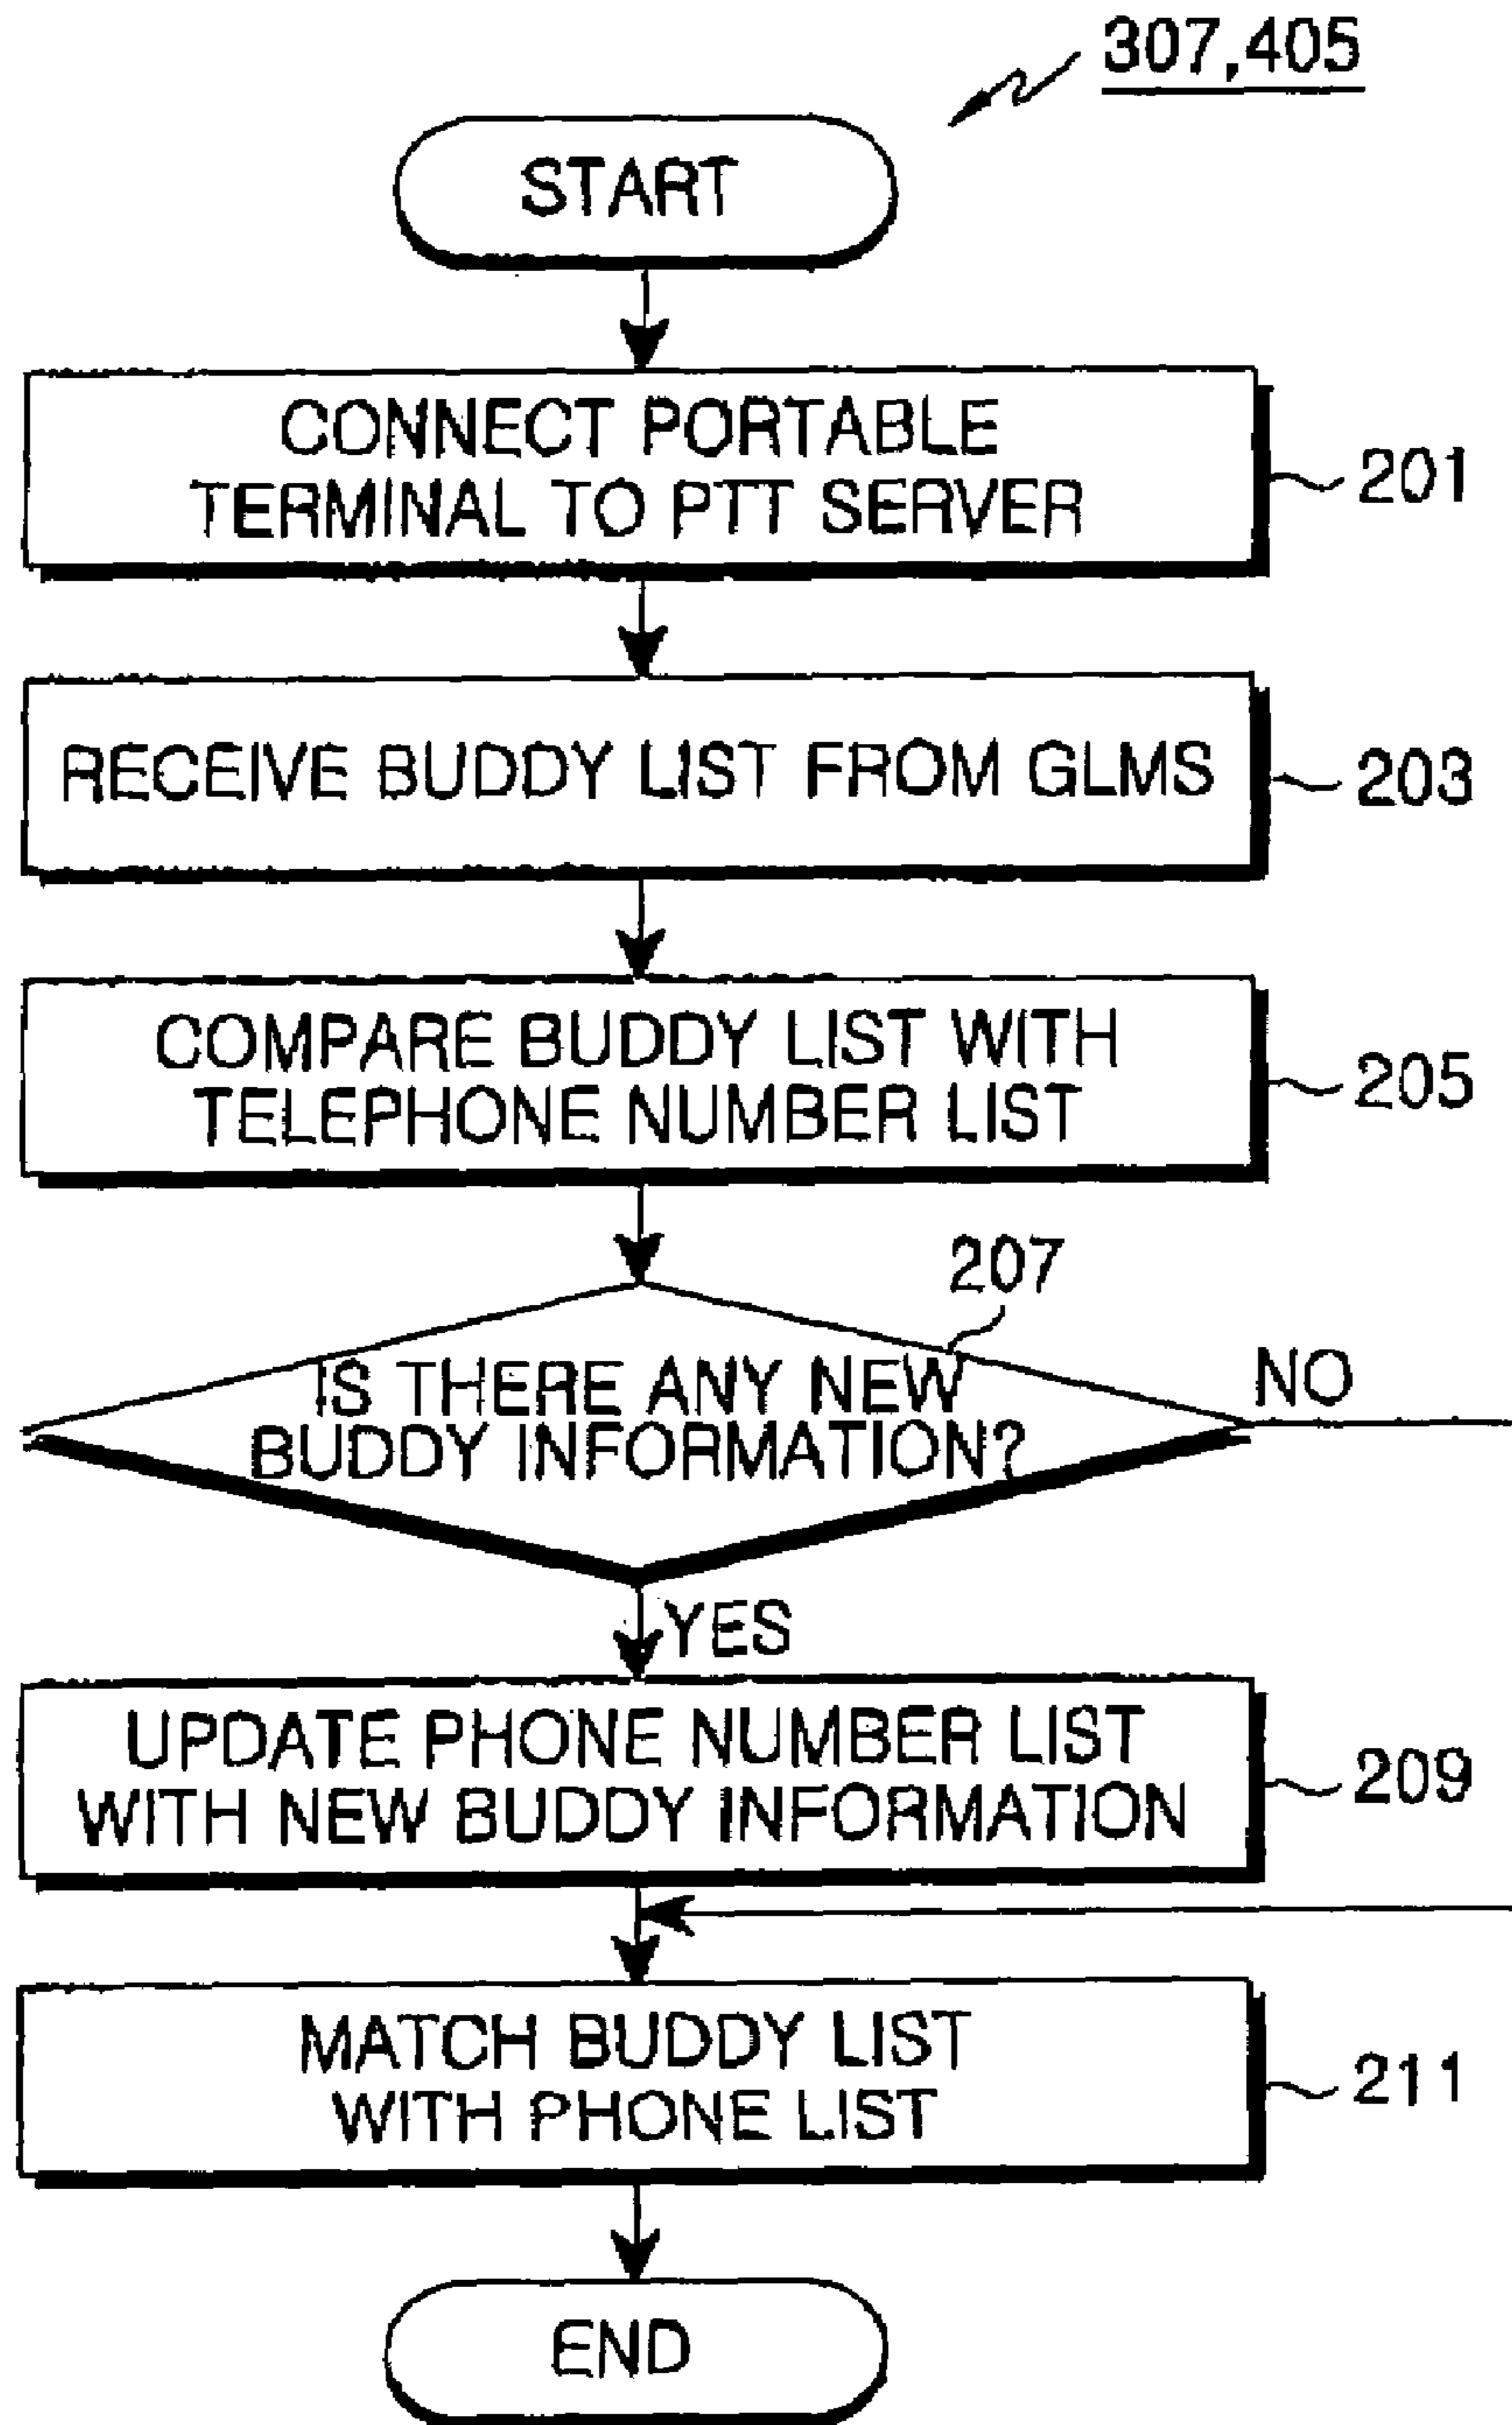 307,405
START
CONNECT PORTABLE
TERMINAL TO PTT SERVER
201
RECEIVE BUDDY LIST FROM GLMS
203
COMPARE BUDDY LIST WITH
TELEPHONE NUMBER LIST
205
207
IS THERE ANY NEW
BUDDY INFORMATION?
NO
YES
UPDATE PHONE NUMBER LIST
WITH NEW BUDDY INFORMATION
209
MATCH BUDDY LIST
WITH PHONE LIST
211
END